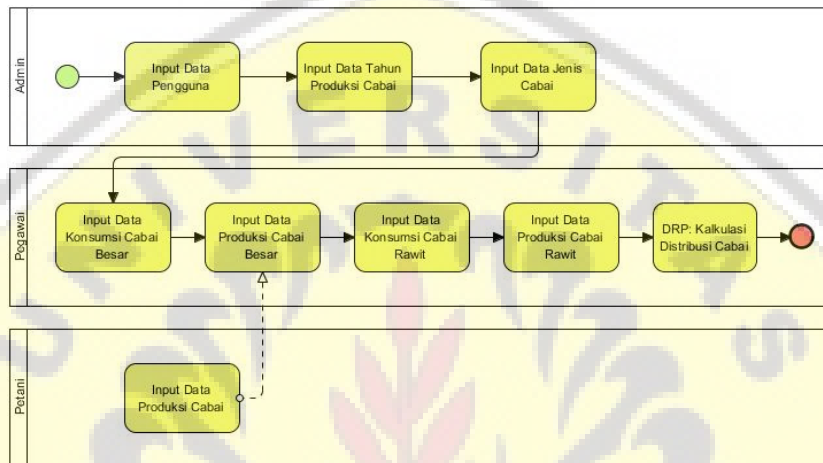 Admin
Input Data
Pengguna
Input Data Tahun
Produksi Cabai
Input Data Jenis
Cabai
Pegawai
Input Data
Konsumsi Cabai
Besar
Input Data
Produksi Cabai
Besar
Input Data
Konsumsi Cabai
Rawit
Input Data
Produksi Cabai
Rawit
DRP: Kalkulasi
Distribusi Cabai
Petani
Input Data
Produksi Cabai
UNIVERSITAS